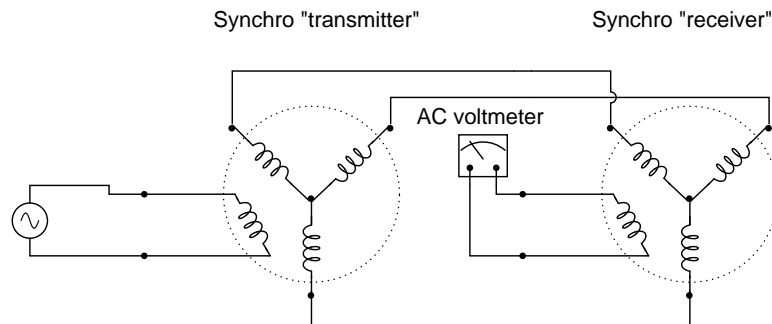 Synchro "transmitter"
Synchro "receiver"
AC voltmeter